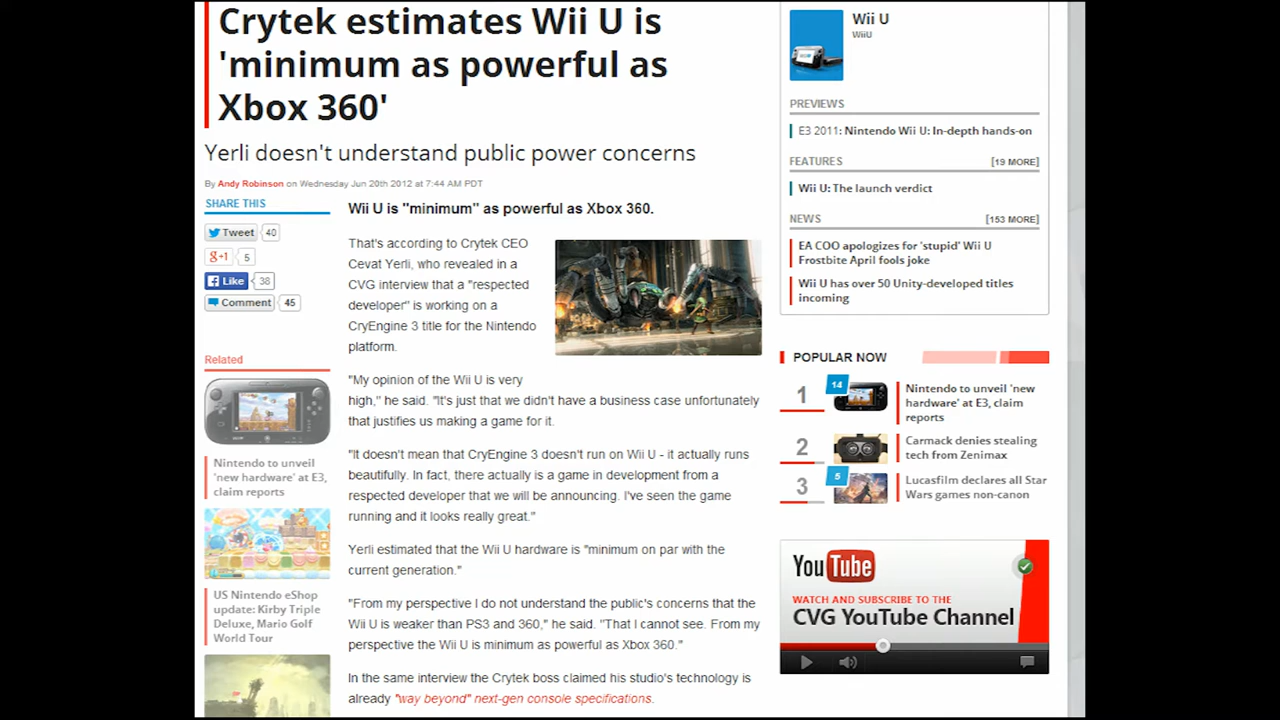 Crytek estimates Wii U is
'minimum as powerful as
Xbox 360'
Yerli doesn't understand public power concerns
By Andy Robinson on Wednesday Jun 20th 2012 at 7:44 AM PDT
SHARE THIS
Tweet 40
g+1 5
Like 38
Comment 45
Related
Nintendo to unveil
'new hardware' at E3,
claim reports
US Nintendo eShop
update: Kirby Triple
Deluxe, Mario Golf
World Tour
Wii U is "minimum" as powerful as Xbox 360.
That's according to Crytek CEO
Cevat Yerli, who revealed in a
CVG interview that a "respected
developer" is working on a
CryEngine 3 title for the Nintendo
platform.
"My opinion of the Wii U is very
high," he said. "It's just that we didn't have a business case unfortunately
that justifies us making a game for it.
"It doesn't mean that CryEngine 3 doesn't run on Wii U - it actually runs
beautifully. In fact, there actually is a game in development from a
respected developer that we will be announcing. I've seen the game
running and it looks really great."
Yerli estimated that the Wii U hardware is "minimum on par with the
current generation."
"From my perspective I do not understand the public's concerns that the
Wii U is weaker than PS3 and 360," he said. "That I cannot see. From my
perspective the Wii U is minimum as powerful as Xbox 360."
In the same interview the Crytek boss claimed his studio's technology is
already "way beyond" next-gen console specifications.
Wii U
WiiU
PREVIEWS
E3 2011: Nintendo Wii U: In-depth hands-on
FEATURES [19 MORE]
Wii U: The launch verdict
NEWS [153 MORE]
EA COO apologizes for 'stupid' Wii U
Frostbite April fools joke
Wii U has over 50 Unity-developed titles
incoming
POPULAR NOW
1 14 Nintendo to unveil 'new
hardware' at E3, claim
reports
2 Carmack denies stealing
tech from Zenimax
3 5 Lucasfilm declares all Star
Wars games non-canon
YouTube
WATCH AND SUBSCRIBE TO THE
CVG YouTube Channel